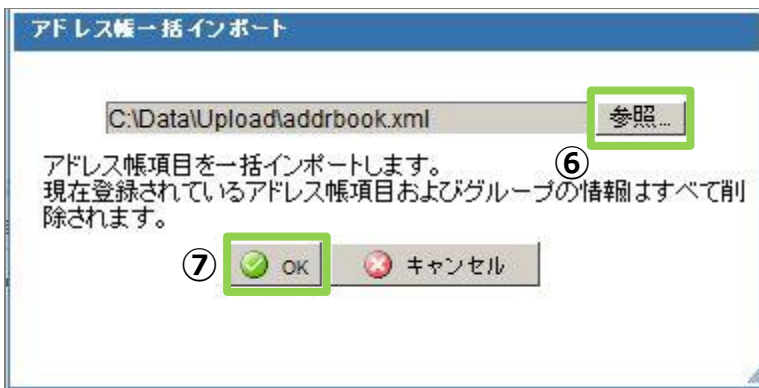 アドレス帳一括インポート
C:\Data\Upload\addrbook.xml 参照...
アドレス帳項目を一括インポートします。 ⑥
現在登録されているアドレス帳項目およびグループの情報はすべて削
除されます。
⑦ OK キャンセル